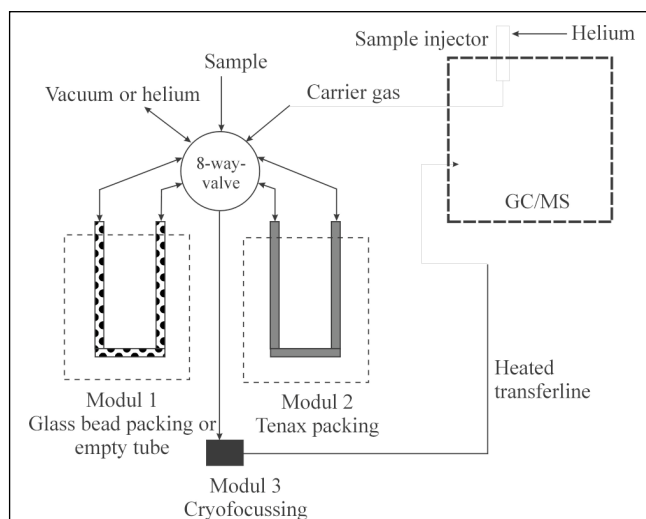 Sample injector
Helium
Sample
Vacuum or helium
Carrier gas
8-way-
valve
GC/MS
Modul 1
Glass bead packing or
empty tube
Modul 2
Tenax packing
Heated
transferline
Modul 3
Cryofocussing